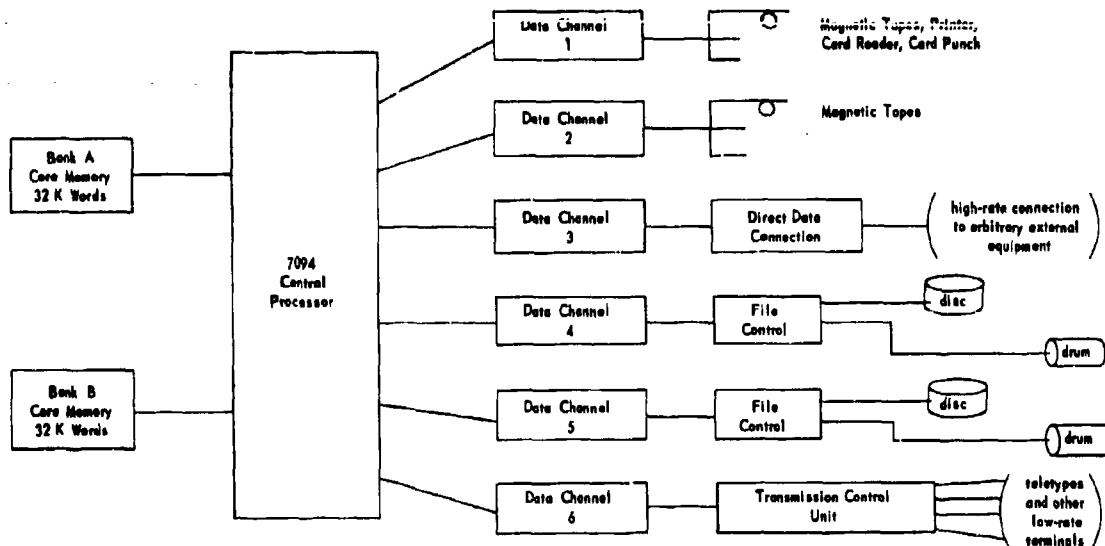 Data Channel
1
Magnetic Tapes, Printer,
Card Reader, Card Punch
Data Channel
2
Magnetic Tapes
Bank A
Core Memory
32 K Words
Data Channel
3
Direct Data
Connection
high-rate connection
to arbitrary external
equipment
7094
Central
Processor
Data Channel
4
File
Control
disc
drum
Bank B
Core Memory
32 K Words
Data Channel
5
File
Control
disc
drum
Data Channel
6
Transmission Control
Unit
teletypes
and other
low-rate
terminals